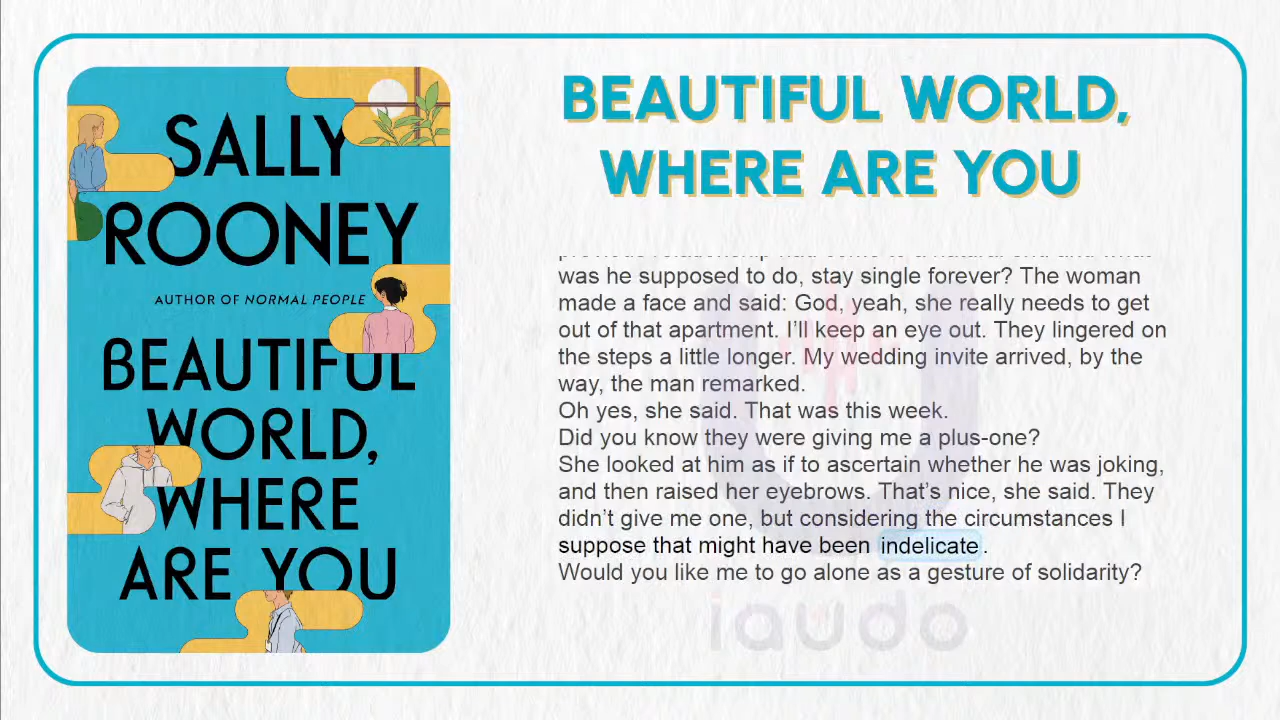 SALLY
ROONEY
AUTHOR OF NORMAL PEOPLE
BEAUTIFUL
WORLD,
WHERE
ARE YOU
BEAUTIFUL WORLD,
WHERE ARE YOU
was he supposed to do, stay single forever? The woman
made a face and said: God, yeah, she really needs to get
out of that apartment. I’ll keep an eye out. They lingered on
the steps a little longer. My wedding invite arrived, by the
way, the man remarked.
Oh yes, she said. That was this week.
Did you know they were giving me a plus-one?
She looked at him as if to ascertain whether he was joking,
and then raised her eyebrows. That’s nice, she said. They
didn’t give me one, but considering the circumstances I
suppose that might have been indelicate.
Would you like me to go alone as a gesture of solidarity?
iaudo